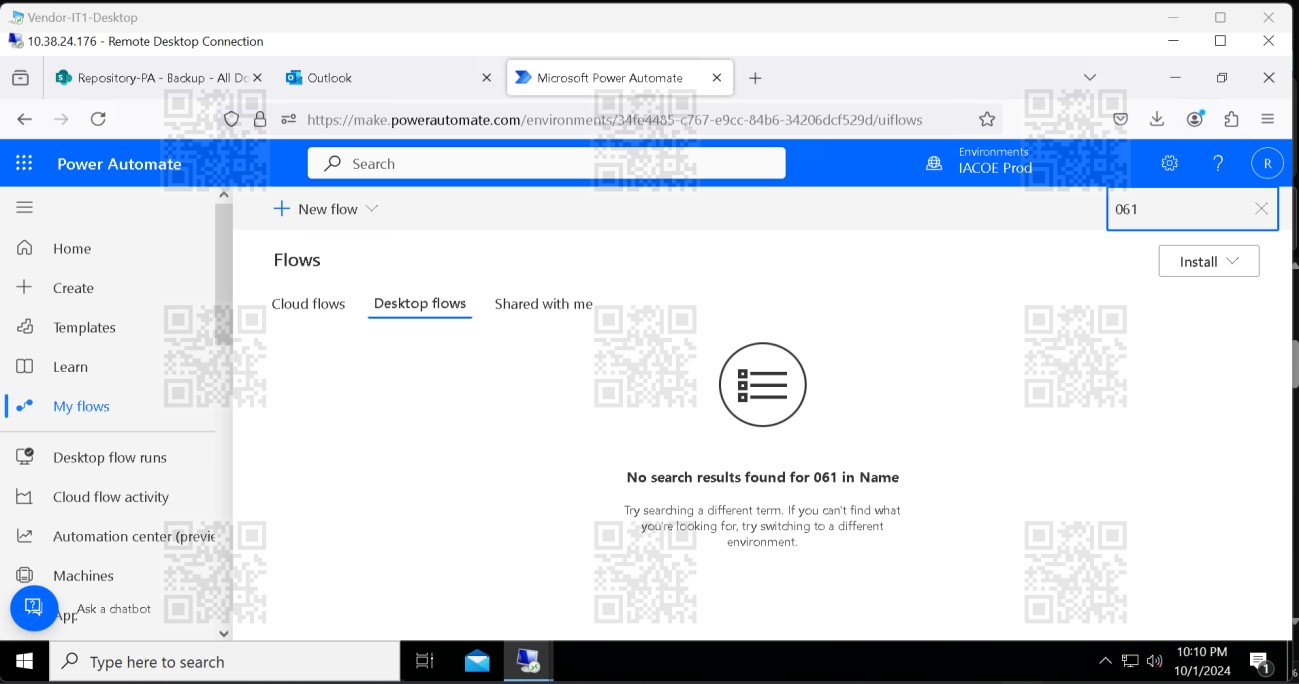 Vendor-IT1-Desktop
10.38.24.176 - Remote Desktop Connection
Repository-PA - Backup - All Do
Outlook
Microsoft Power Automate
https://make.powerautomate.com/environments/34fe4485-c767-e9cc-84b6-34206dcf529d/uiflows
Power Automate
Search
Environments
IACOE Prod
R
New flow
061
Home
Flows
Install
Create
Cloud flows
Desktop flows
Shared with me
Templates
Learn
My flows
Desktop flow runs
No search results found for 061 in Name
Cloud flow activity
Try searching a different term. If you can't find what
you're looking for, try switching to a different
environment.
Automation center (previe
Machines
App
Ask a chatbot
Type here to search
10:10 PM
10/1/2024
1